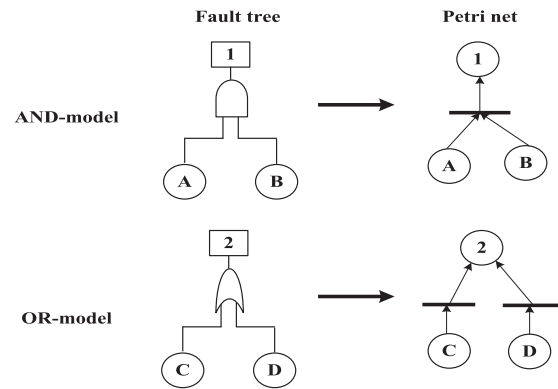 Fault tree
Petri net
1
1
AND-model
A
B
A
B
2
2
OR-model
C
D
C
D